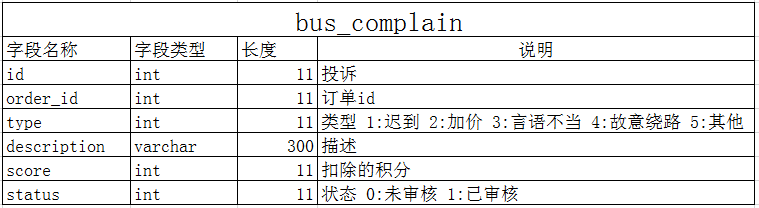 bus_complain
字段名称 字段类型 长度 说明
id int 11 投诉
order_id int 11 订单id
type int 11 类型 1:迟到 2:加价 3:言语不当 4:故意绕路 5:其他
description varchar 300 描述
score int 11 扣除的积分
status int 11 状态 0:未审核 1:已审核